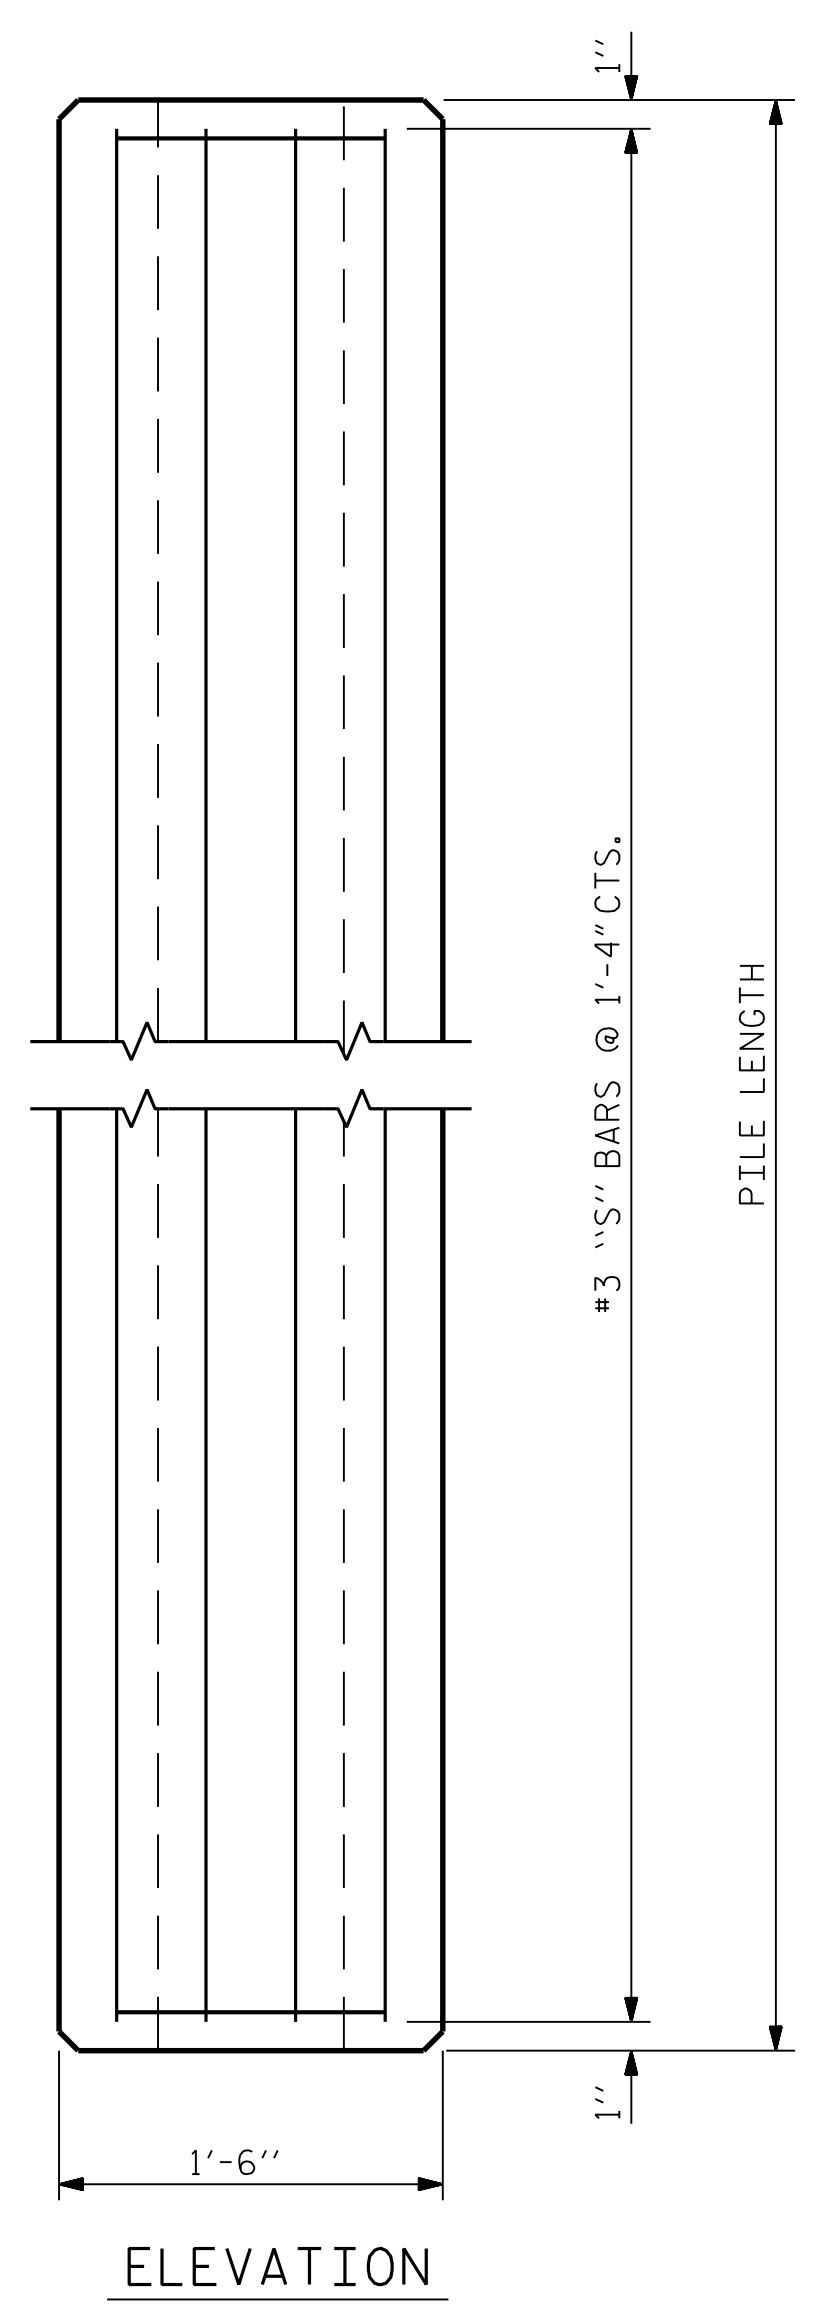 1''
#3 ‘‘S’’ BARS @ 1'-4" CTS.
PILE LENGTH
1''
1'-6''
ELEVATION